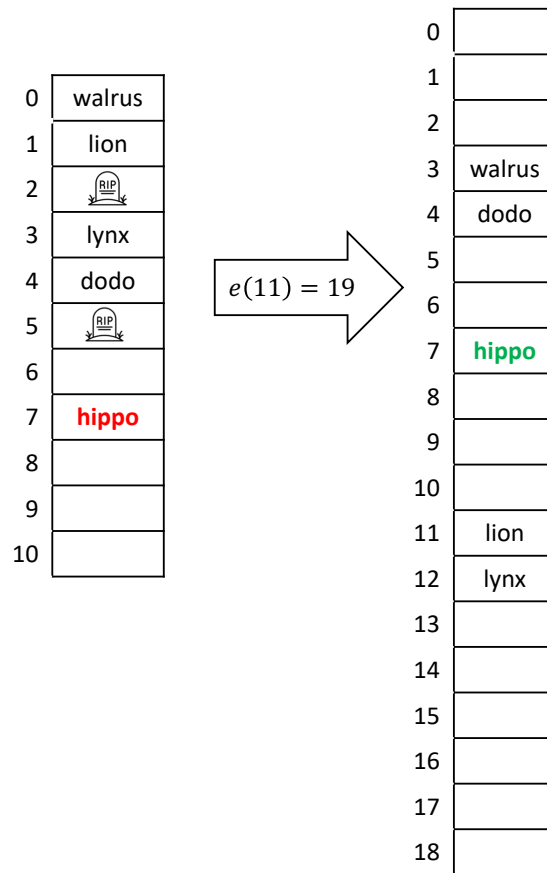 0 walrus
1 lion
2 RIP
3 lynx
4 dodo
5 RIP
6
7 hippo
8
9
10
e(11) = 19
0
1
2
3 walrus
4 dodo
5
6
7 hippo
8
9
10
11 lion
12 lynx
13
14
15
16
17
18